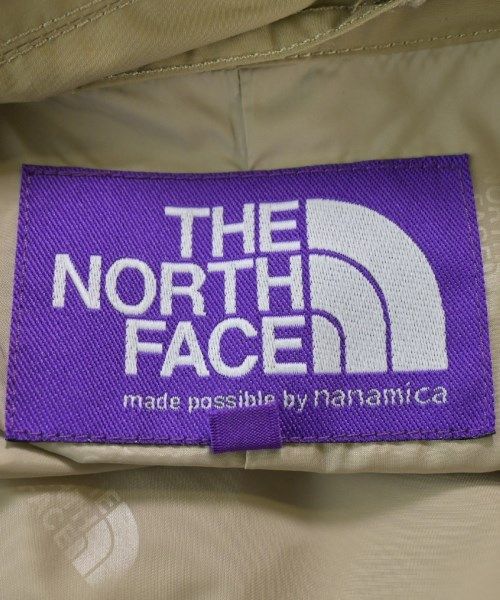 THE
NORTH
FACE
made possible by nanamica